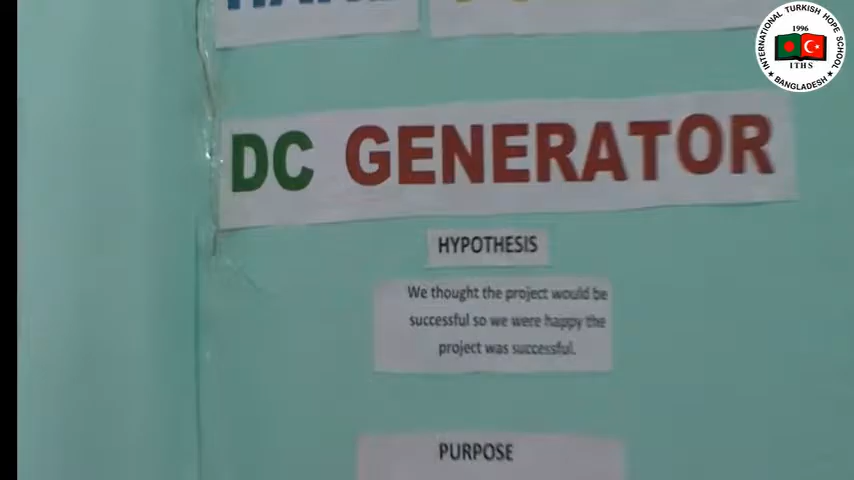 DC GENERATOR
HYPOTHESIS
We thought the project would be
successful so we were happy the
project was successful.
PURPOSE
INTERNATIONAL TURKISH HOPE SCHOOL
1996
ITHS
BANGLADESH